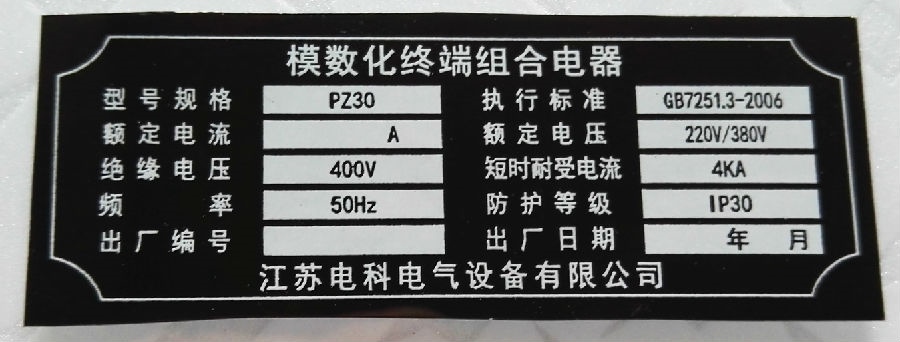 模数化终端组合电器
型号规格 PZ30 执行标准 GB7251.3-2006
额定电流 A 额定电压 220V/380V
绝缘电压 400V 短时耐受电流 4KA
频率 50Hz 防护等级 IP30
出厂编号 出厂日期 年 月
江苏电科电气设备有限公司